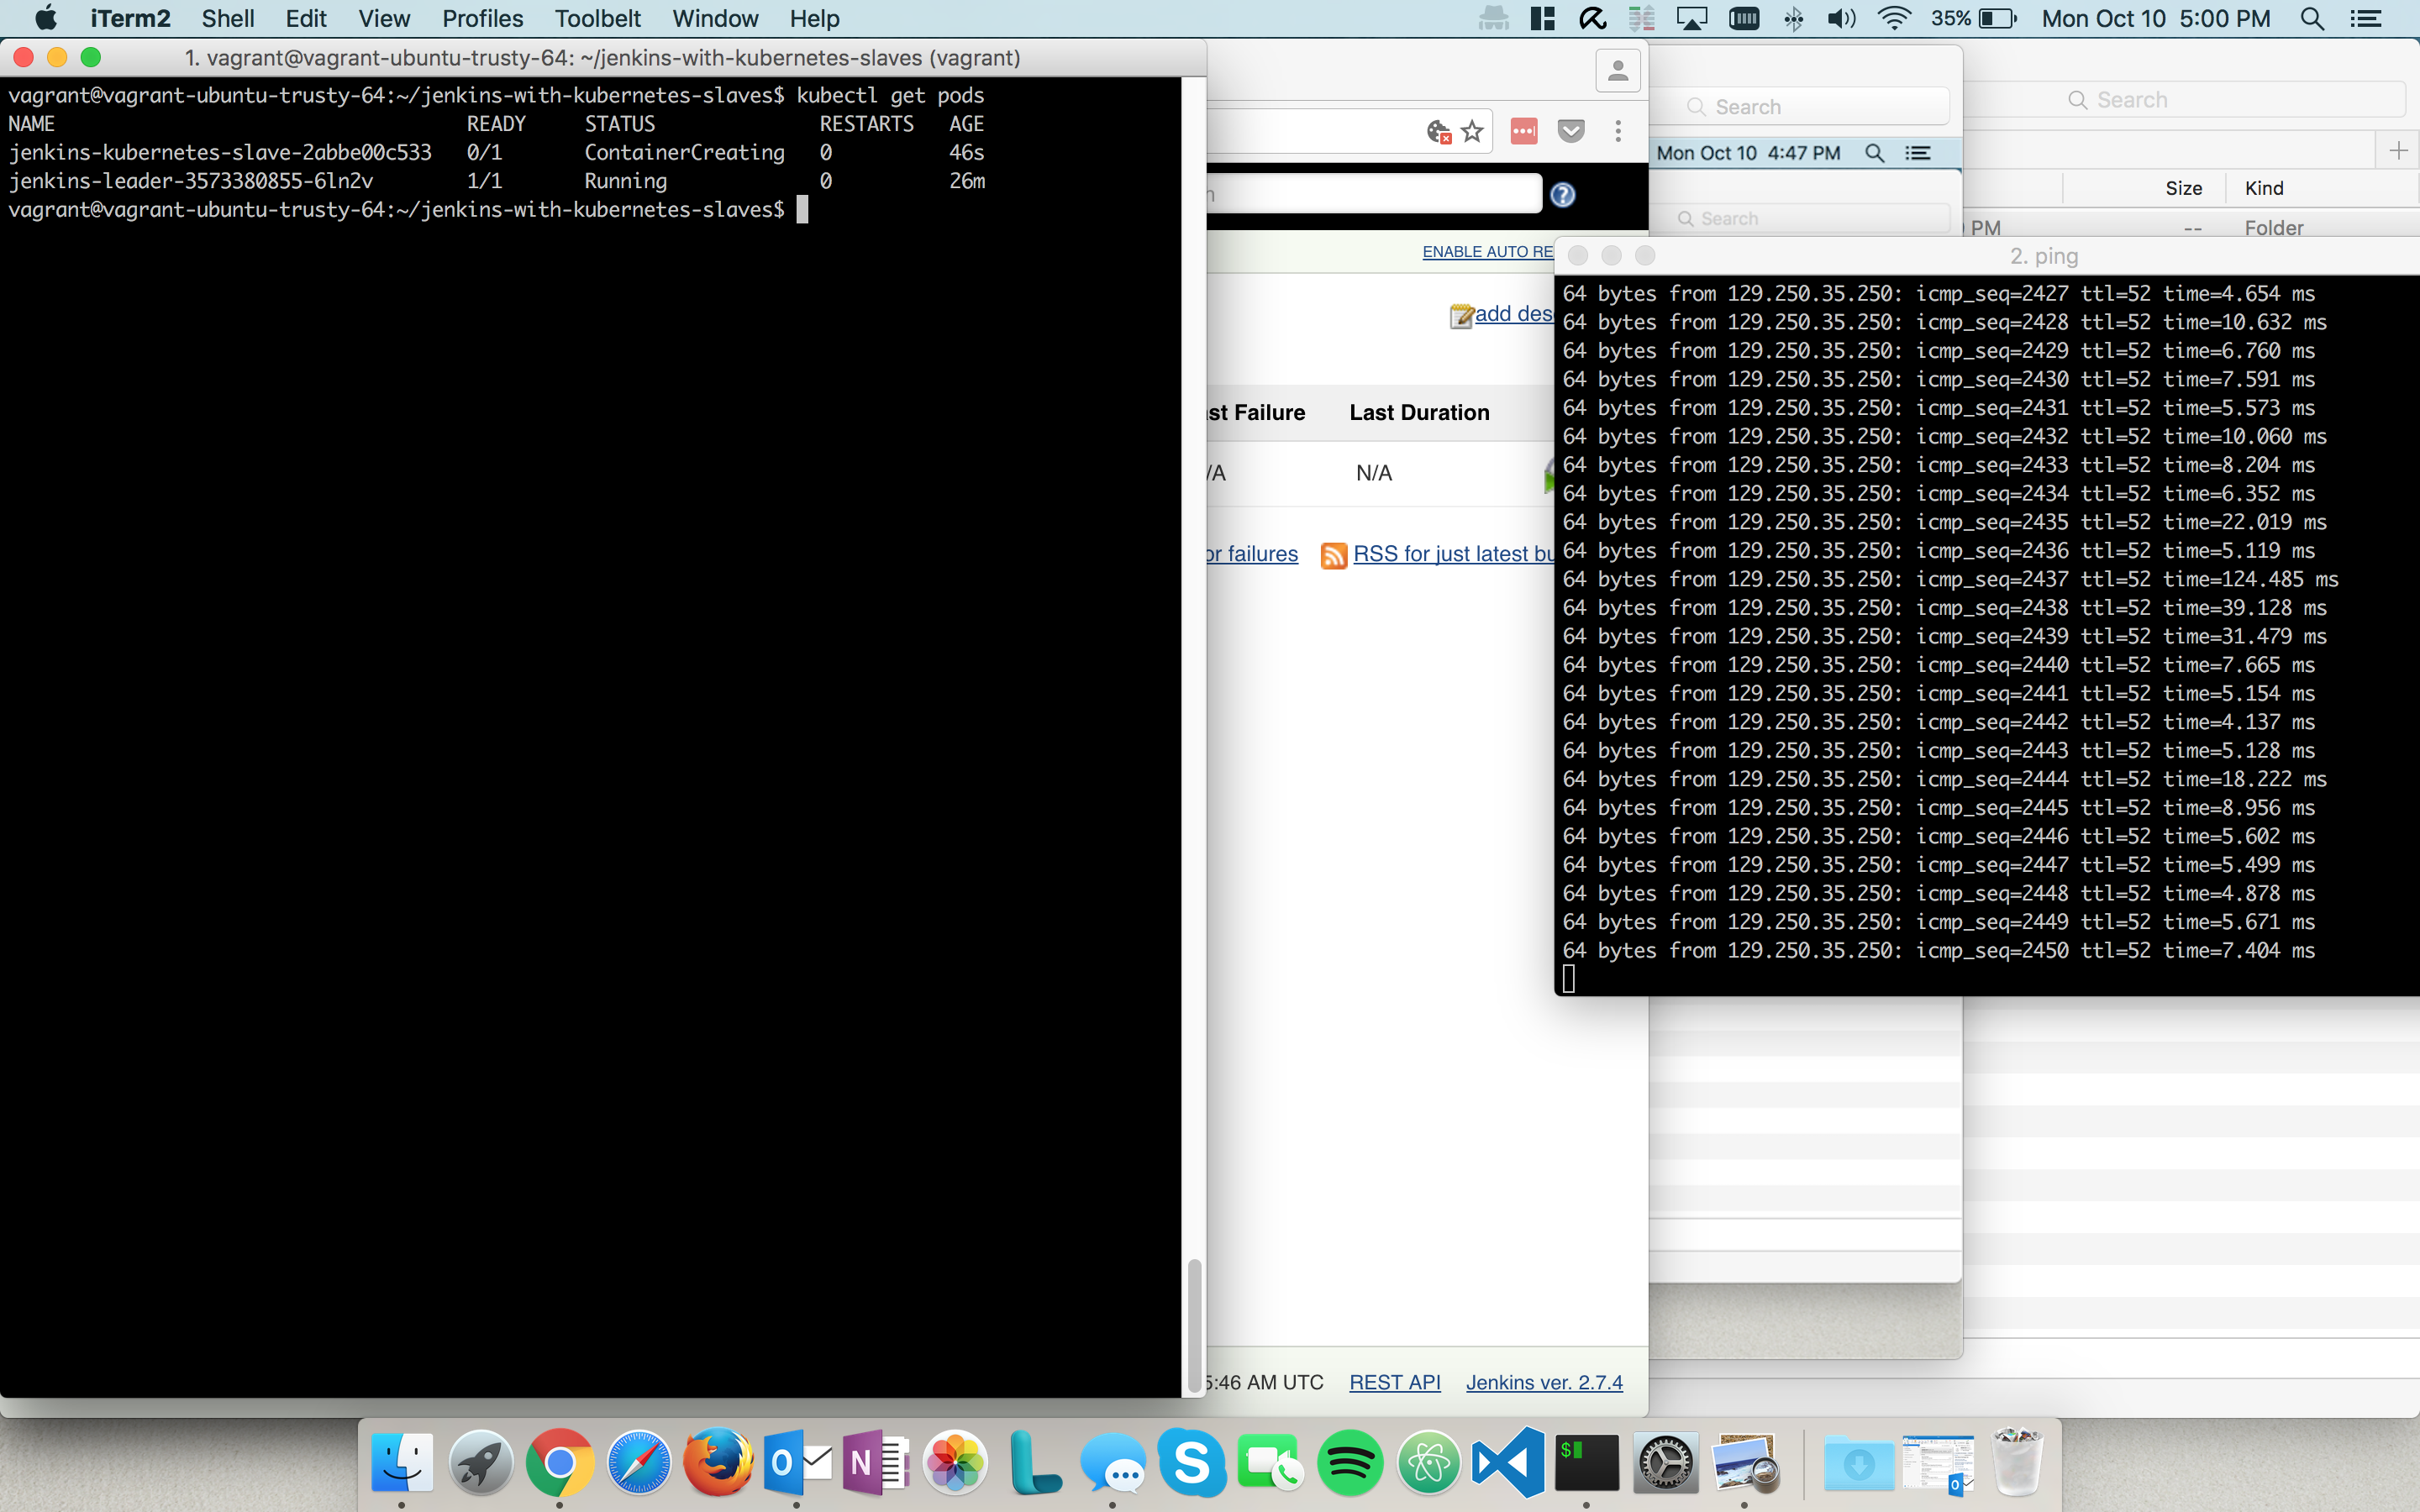 iTerm2 Shell Edit View Profiles Toolbelt Window Help 35% Mon Oct 10 5:00 PM
1. vagrant@vagrant-ubuntu-trusty-64: ~/jenkins-with-kubernetes-slaves (vagrant)
vagrant@vagrant-ubuntu-trusty-64:~/jenkins-with-kubernetes-slaves$ kubectl get pods
NAME READY STATUS RESTARTS AGE
jenkins-kubernetes-slave-2abbe00c533 0/1 ContainerCreating 0 46s
jenkins-leader-3573380855-6ln2v 1/1 Running 0 26m
vagrant@vagrant-ubuntu-trusty-64:~/jenkins-with-kubernetes-slaves$
ENABLE AUTO RE
add des
st Failure Last Duration
/A N/A
or failures RSS for just latest bu
5:46 AM UTC REST API Jenkins ver. 2.7.4
Search
Mon Oct 10 4:47 PM
Search
Search
Size Kind
PM -- Folder
2. ping
64 bytes from 129.250.35.250: icmp_seq=2427 ttl=52 time=4.654 ms
64 bytes from 129.250.35.250: icmp_seq=2428 ttl=52 time=10.632 ms
64 bytes from 129.250.35.250: icmp_seq=2429 ttl=52 time=6.760 ms
64 bytes from 129.250.35.250: icmp_seq=2430 ttl=52 time=7.591 ms
64 bytes from 129.250.35.250: icmp_seq=2431 ttl=52 time=5.573 ms
64 bytes from 129.250.35.250: icmp_seq=2432 ttl=52 time=10.060 ms
64 bytes from 129.250.35.250: icmp_seq=2433 ttl=52 time=8.204 ms
64 bytes from 129.250.35.250: icmp_seq=2434 ttl=52 time=6.352 ms
64 bytes from 129.250.35.250: icmp_seq=2435 ttl=52 time=22.019 ms
64 bytes from 129.250.35.250: icmp_seq=2436 ttl=52 time=5.119 ms
64 bytes from 129.250.35.250: icmp_seq=2437 ttl=52 time=124.485 ms
64 bytes from 129.250.35.250: icmp_seq=2438 ttl=52 time=39.128 ms
64 bytes from 129.250.35.250: icmp_seq=2439 ttl=52 time=31.479 ms
64 bytes from 129.250.35.250: icmp_seq=2440 ttl=52 time=7.665 ms
64 bytes from 129.250.35.250: icmp_seq=2441 ttl=52 time=5.154 ms
64 bytes from 129.250.35.250: icmp_seq=2442 ttl=52 time=4.137 ms
64 bytes from 129.250.35.250: icmp_seq=2443 ttl=52 time=5.128 ms
64 bytes from 129.250.35.250: icmp_seq=2444 ttl=52 time=18.222 ms
64 bytes from 129.250.35.250: icmp_seq=2445 ttl=52 time=8.956 ms
64 bytes from 129.250.35.250: icmp_seq=2446 ttl=52 time=5.602 ms
64 bytes from 129.250.35.250: icmp_seq=2447 ttl=52 time=5.499 ms
64 bytes from 129.250.35.250: icmp_seq=2448 ttl=52 time=4.878 ms
64 bytes from 129.250.35.250: icmp_seq=2449 ttl=52 time=5.671 ms
64 bytes from 129.250.35.250: icmp_seq=2450 ttl=52 time=7.404 ms